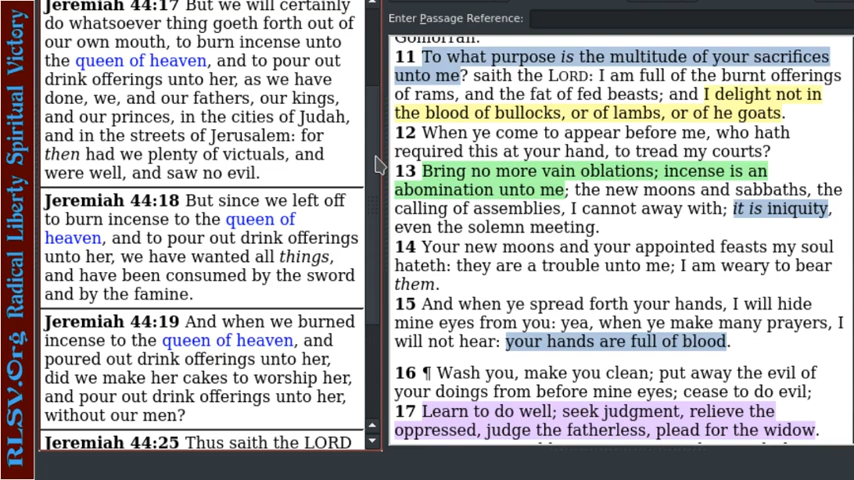 RLSV.Org Radical Liberty Spiritual Victory
Jeremiah 44:17 But we will certainly
do whatsoever thing goeth forth out of
our own mouth, to burn incense unto
the queen of heaven, and to pour out
drink offerings unto her, as we have
done, we, and our fathers, our kings,
and our princes, in the cities of Judah,
and in the streets of Jerusalem: for
then had we plenty of victuals, and
were well, and saw no evil.
Jeremiah 44:18 But since we left off
to burn incense to the queen of
heaven, and to pour out drink offerings
unto her, we have wanted all things,
and have been consumed by the sword
and by the famine.
Jeremiah 44:19 And when we burned
incense to the queen of heaven, and
poured out drink offerings unto her,
did we make her cakes to worship her,
and pour out drink offerings unto her,
without our men?
Jeremiah 44:25 Thus saith the LORD
Enter Passage Reference:
Gomorrah.
11 To what purpose is the multitude of your sacrifices
unto me? saith the LORD: I am full of the burnt offerings
of rams, and the fat of fed beasts; and I delight not in
the blood of bullocks, or of lambs, or of he goats.
12 When ye come to appear before me, who hath
required this at your hand, to tread my courts?
13 Bring no more vain oblations; incense is an
abomination unto me; the new moons and sabbaths, the
calling of assemblies, I cannot away with; it is iniquity,
even the solemn meeting.
14 Your new moons and your appointed feasts my soul
hateth: they are a trouble unto me; I am weary to bear
them.
15 And when ye spread forth your hands, I will hide
mine eyes from you: yea, when ye make many prayers, I
will not hear: your hands are full of blood.
16 ¶ Wash you, make you clean; put away the evil of
your doings from before mine eyes; cease to do evil;
17 Learn to do well; seek judgment, relieve the
oppressed, judge the fatherless, plead for the widow.